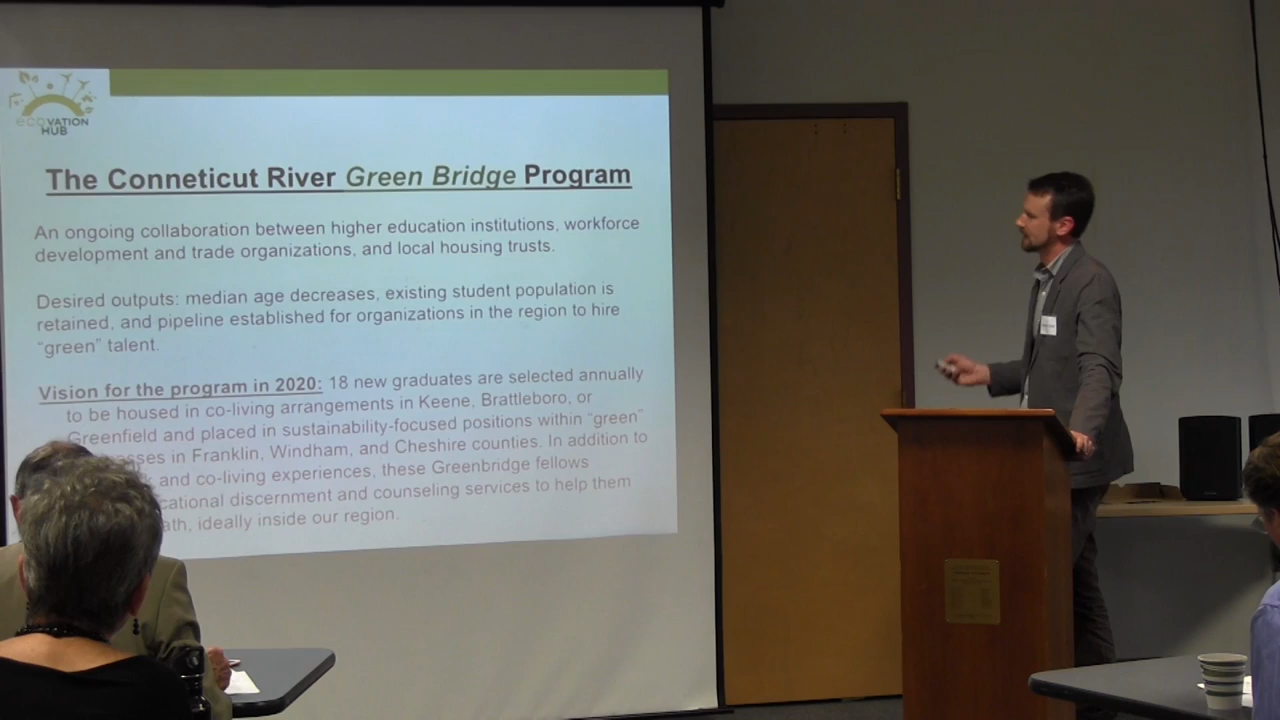 ecovation
HUB
The Conneticut River Green Bridge Program
An ongoing collaboration between higher education institutions, workforce
development and trade organizations, and local housing trusts.
Desired outputs: median age decreases, existing student population is
retained, and pipeline established for organizations in the region to hire
“green” talent.
Vision for the program in 2020: 18 new graduates are selected annually
to be housed in co-living arrangements in Keene, Brattleboro, or
Greenfield and placed in sustainability-focused positions within “green”
in Franklin, Windham, and Cheshire counties. In addition to
and co-living experiences, these Greenbridge fellows
discernment and counseling services to help them
ideally inside our region.